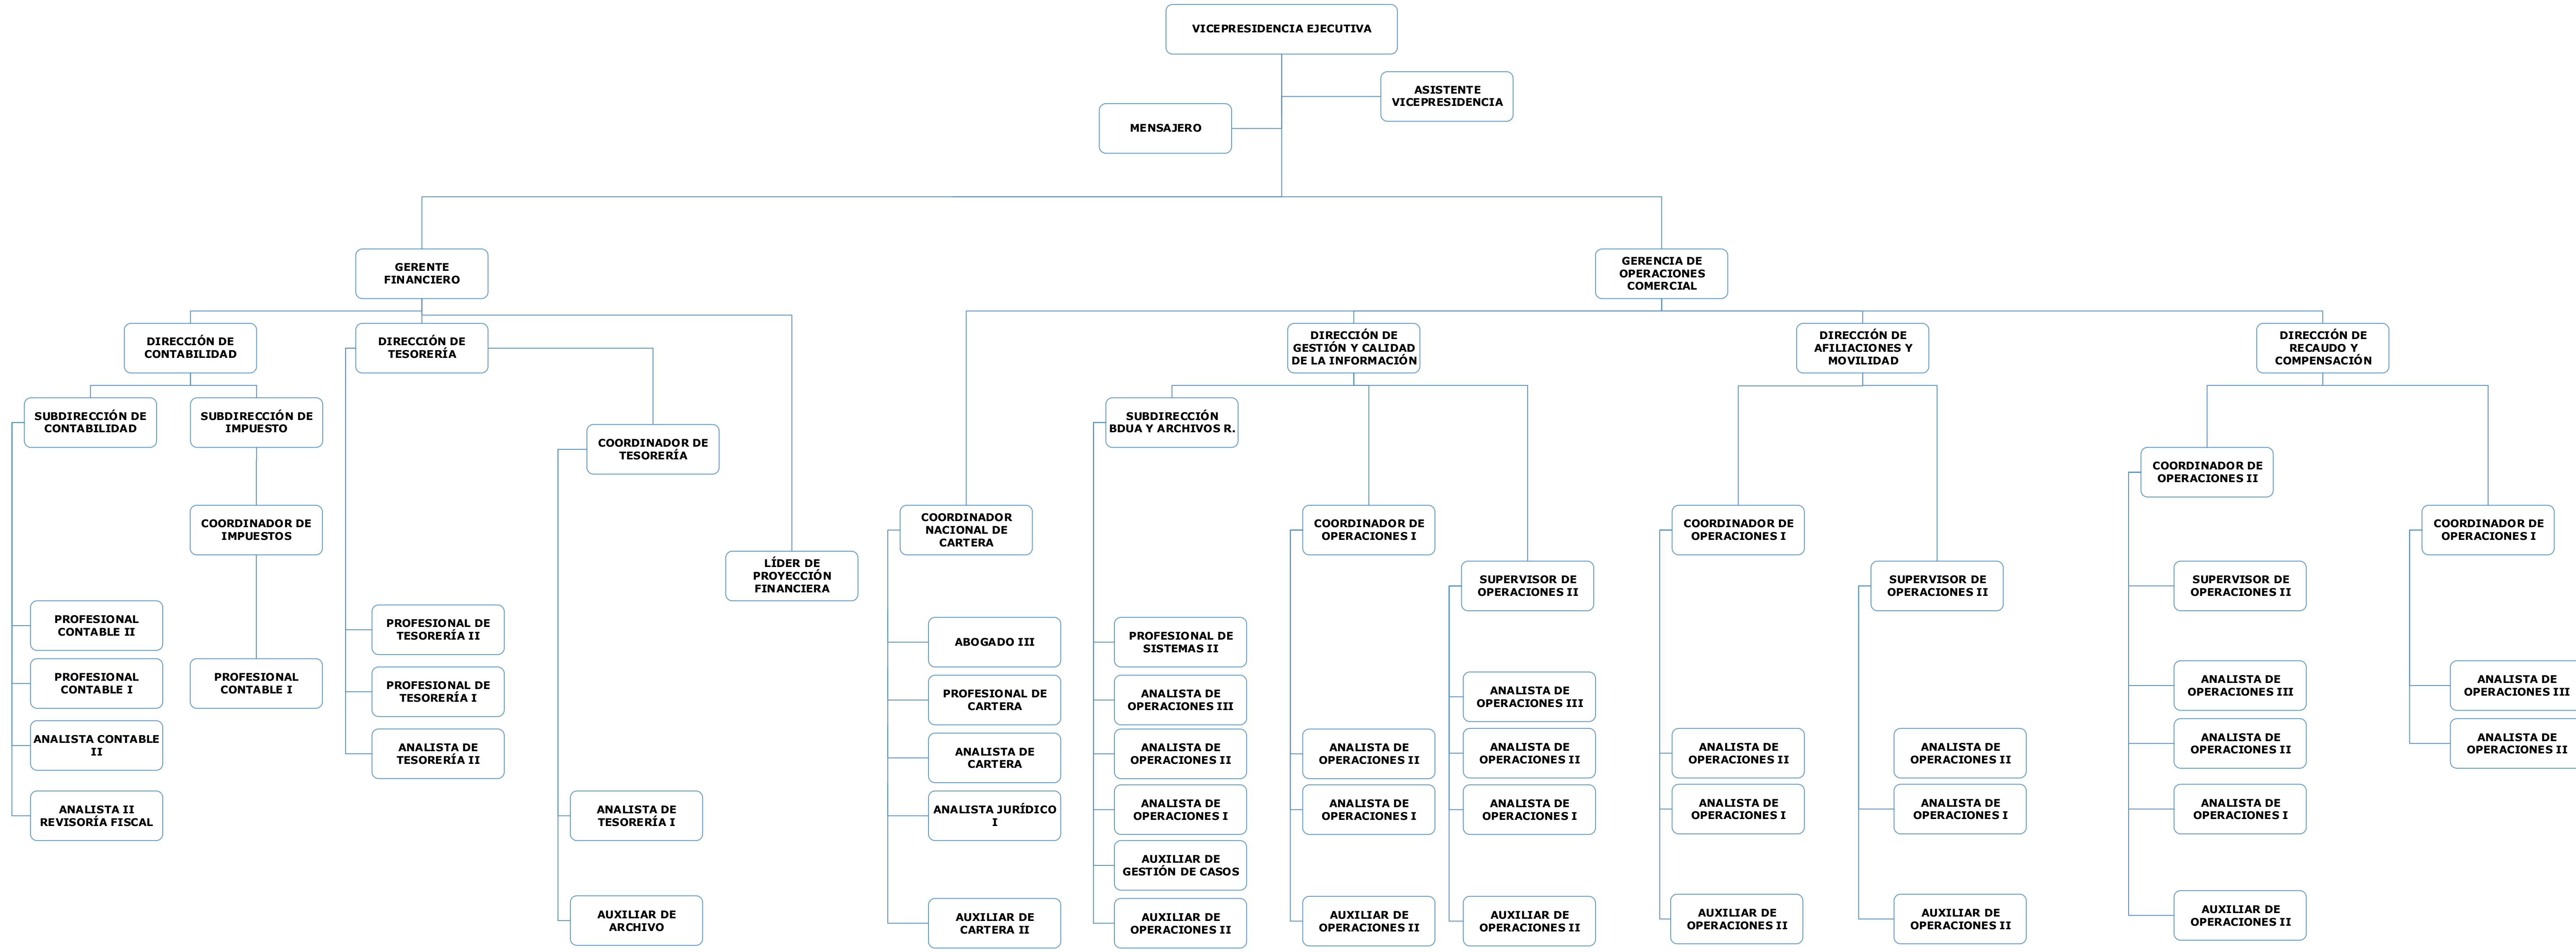 VICEPRESIDENCIA EJECUTIVA
ASISTENTE
VICEPRESIDENCIA
MENSAJERO
GERENTE
FINANCIERO
GERENCIA DE
OPERACIONES
COMERCIAL
DIRECCIÓN DE
CONTABILIDAD
DIRECCIÓN DE
TESORERÍA
DIRECCIÓN DE
GESTIÓN Y CALIDAD
DE LA INFORMACIÓN
DIRECCIÓN DE
AFILIACIONES Y
MOVILIDAD
DIRECCIÓN DE
RECAUDO Y
COMPENSACIÓN
SUBDIRECCIÓN DE
CONTABILIDAD
SUBDIRECCIÓN DE
IMPUESTO
COORDINADOR DE
TESORERÍA
SUBDIRECCIÓN
BDUA Y ARCHIVOS R.
COORDINADOR DE
OPERACIONES II
COORDINADOR DE
IMPUESTOS
LÍDER DE
PROYECCIÓN
FINANCIERA
COORDINADOR
NACIONAL DE
CARTERA
COORDINADOR DE
OPERACIONES I
SUPERVISOR DE
OPERACIONES II
COORDINADOR DE
OPERACIONES I
SUPERVISOR DE
OPERACIONES II
SUPERVISOR DE
OPERACIONES II
COORDINADOR DE
OPERACIONES I
PROFESIONAL
CONTABLE II
PROFESIONAL
CONTABLE I
ANALISTA CONTABLE
II
ANALISTA II
REVISORÍA FISCAL
PROFESIONAL
CONTABLE I
PROFESIONAL DE
TESORERÍA II
PROFESIONAL DE
TESORERÍA I
ANALISTA DE
TESORERÍA II
ANALISTA DE
TESORERÍA I
AUXILIAR DE
ARCHIVO
ABOGADO III
PROFESIONAL DE
CARTERA
ANALISTA DE
CARTERA
ANALISTA JURÍDICO
I
AUXILIAR DE
CARTERA II
PROFESIONAL DE
SISTEMAS II
ANALISTA DE
OPERACIONES III
ANALISTA DE
OPERACIONES II
ANALISTA DE
OPERACIONES I
AUXILIAR DE
GESTIÓN DE CASOS
AUXILIAR DE
OPERACIONES II
ANALISTA DE
OPERACIONES II
ANALISTA DE
OPERACIONES I
AUXILIAR DE
OPERACIONES II
ANALISTA DE
OPERACIONES III
ANALISTA DE
OPERACIONES II
ANALISTA DE
OPERACIONES I
AUXILIAR DE
OPERACIONES II
ANALISTA DE
OPERACIONES II
ANALISTA DE
OPERACIONES I
AUXILIAR DE
OPERACIONES II
ANALISTA DE
OPERACIONES II
ANALISTA DE
OPERACIONES I
AUXILIAR DE
OPERACIONES II
ANALISTA DE
OPERACIONES III
ANALISTA DE
OPERACIONES II
ANALISTA DE
OPERACIONES I
AUXILIAR DE
OPERACIONES II
ANALISTA DE
OPERACIONES III
ANALISTA DE
OPERACIONES II